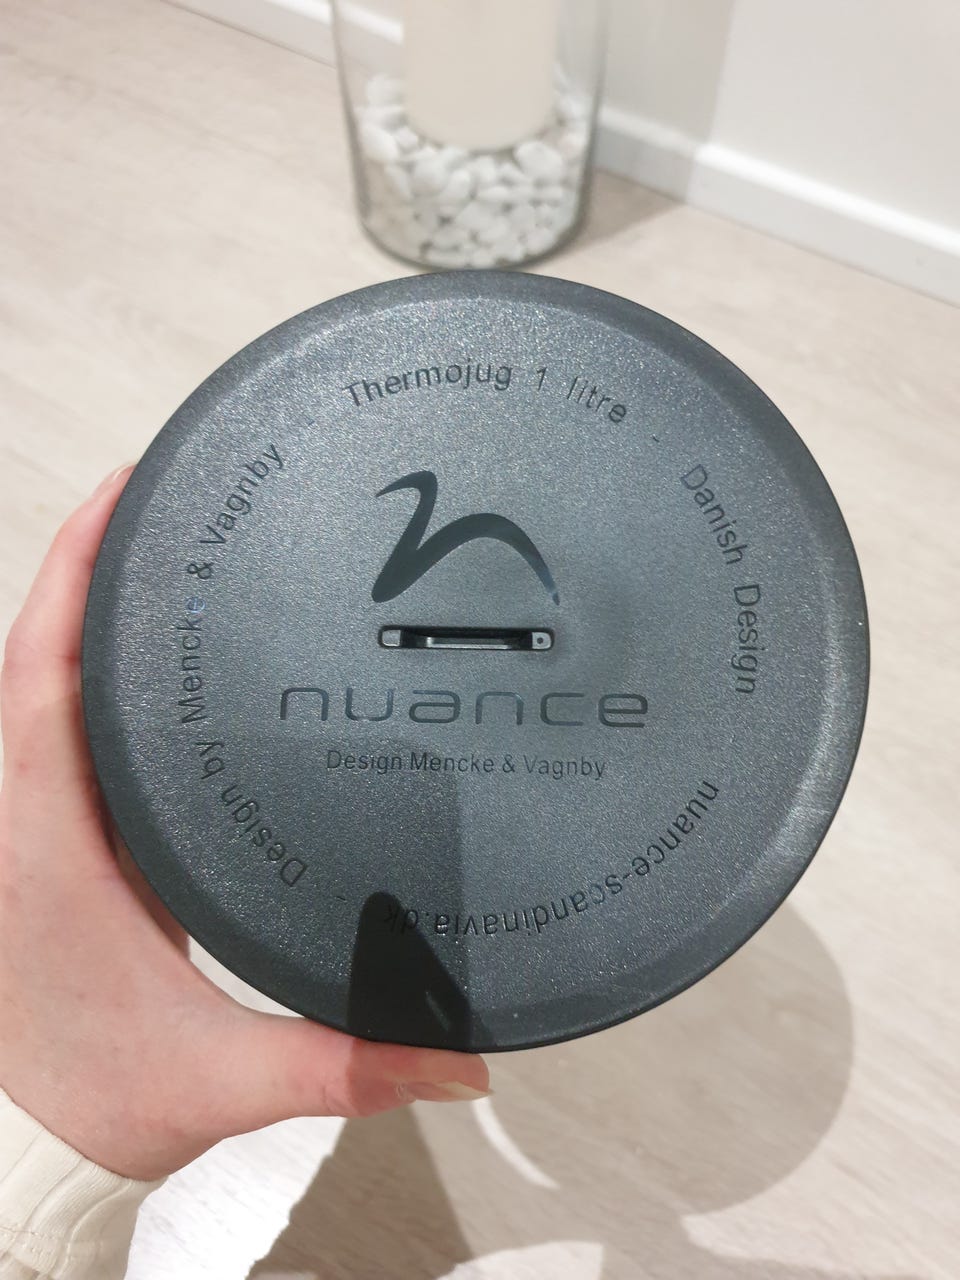 Thermojug 1 litre - Danish Design
nuance-scandinavia.dk - Design by Mencke & Vagnby -
nuance
Design Mencke & Vagnby